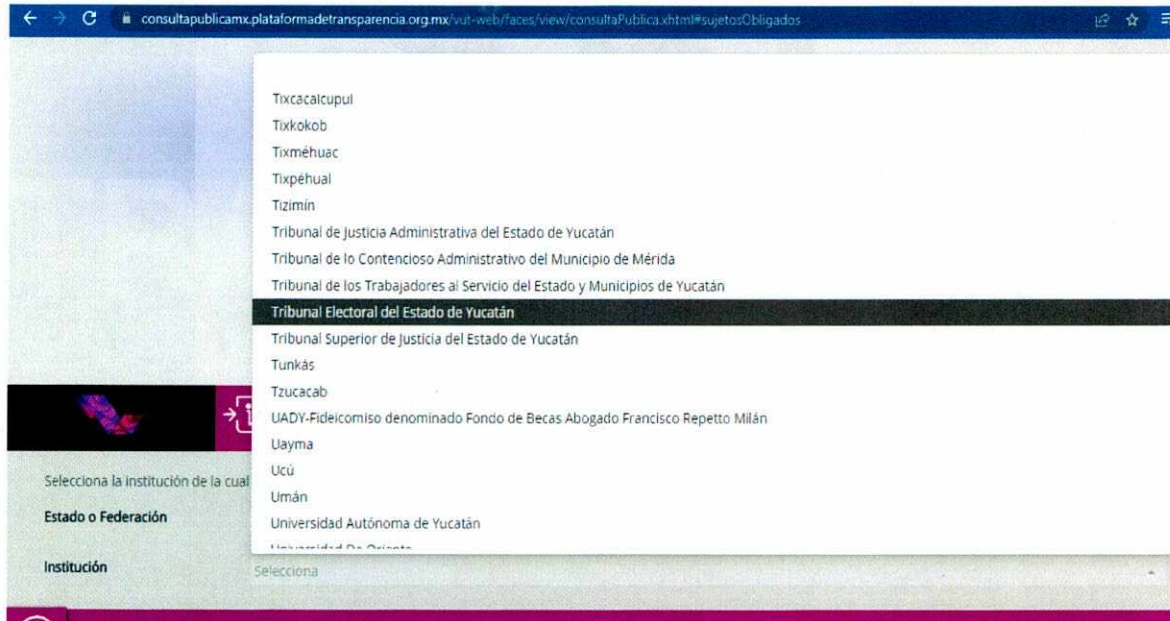 consultapublicamx.plataformadetransparencia.org.mx/vut-web/faces/view/consultaPublica.xhtml#sujetosObligados
Tixcacalcupul
Tixkokob
Tixméhuac
Tixpéhual
Tizimín
Tribunal de Justicia Administrativa del Estado de Yucatán
Tribunal de lo Contencioso Administrativo del Municipio de Mérida
Tribunal de los Trabajadores al Servicio del Estado y Municipios de Yucatán
Tribunal Electoral del Estado de Yucatán
Tribunal Superior de Justicia del Estado de Yucatán
Tunkás
Tzucacab
UADY-Fideicomiso denominado Fondo de Becas Abogado Francisco Repetto Milán
Uayma
Ucú
Umán
Universidad Autónoma de Yucatán
Universidad De Oriente
Selecciona la institución de la cual
Estado o Federación
Institución
Selecciona